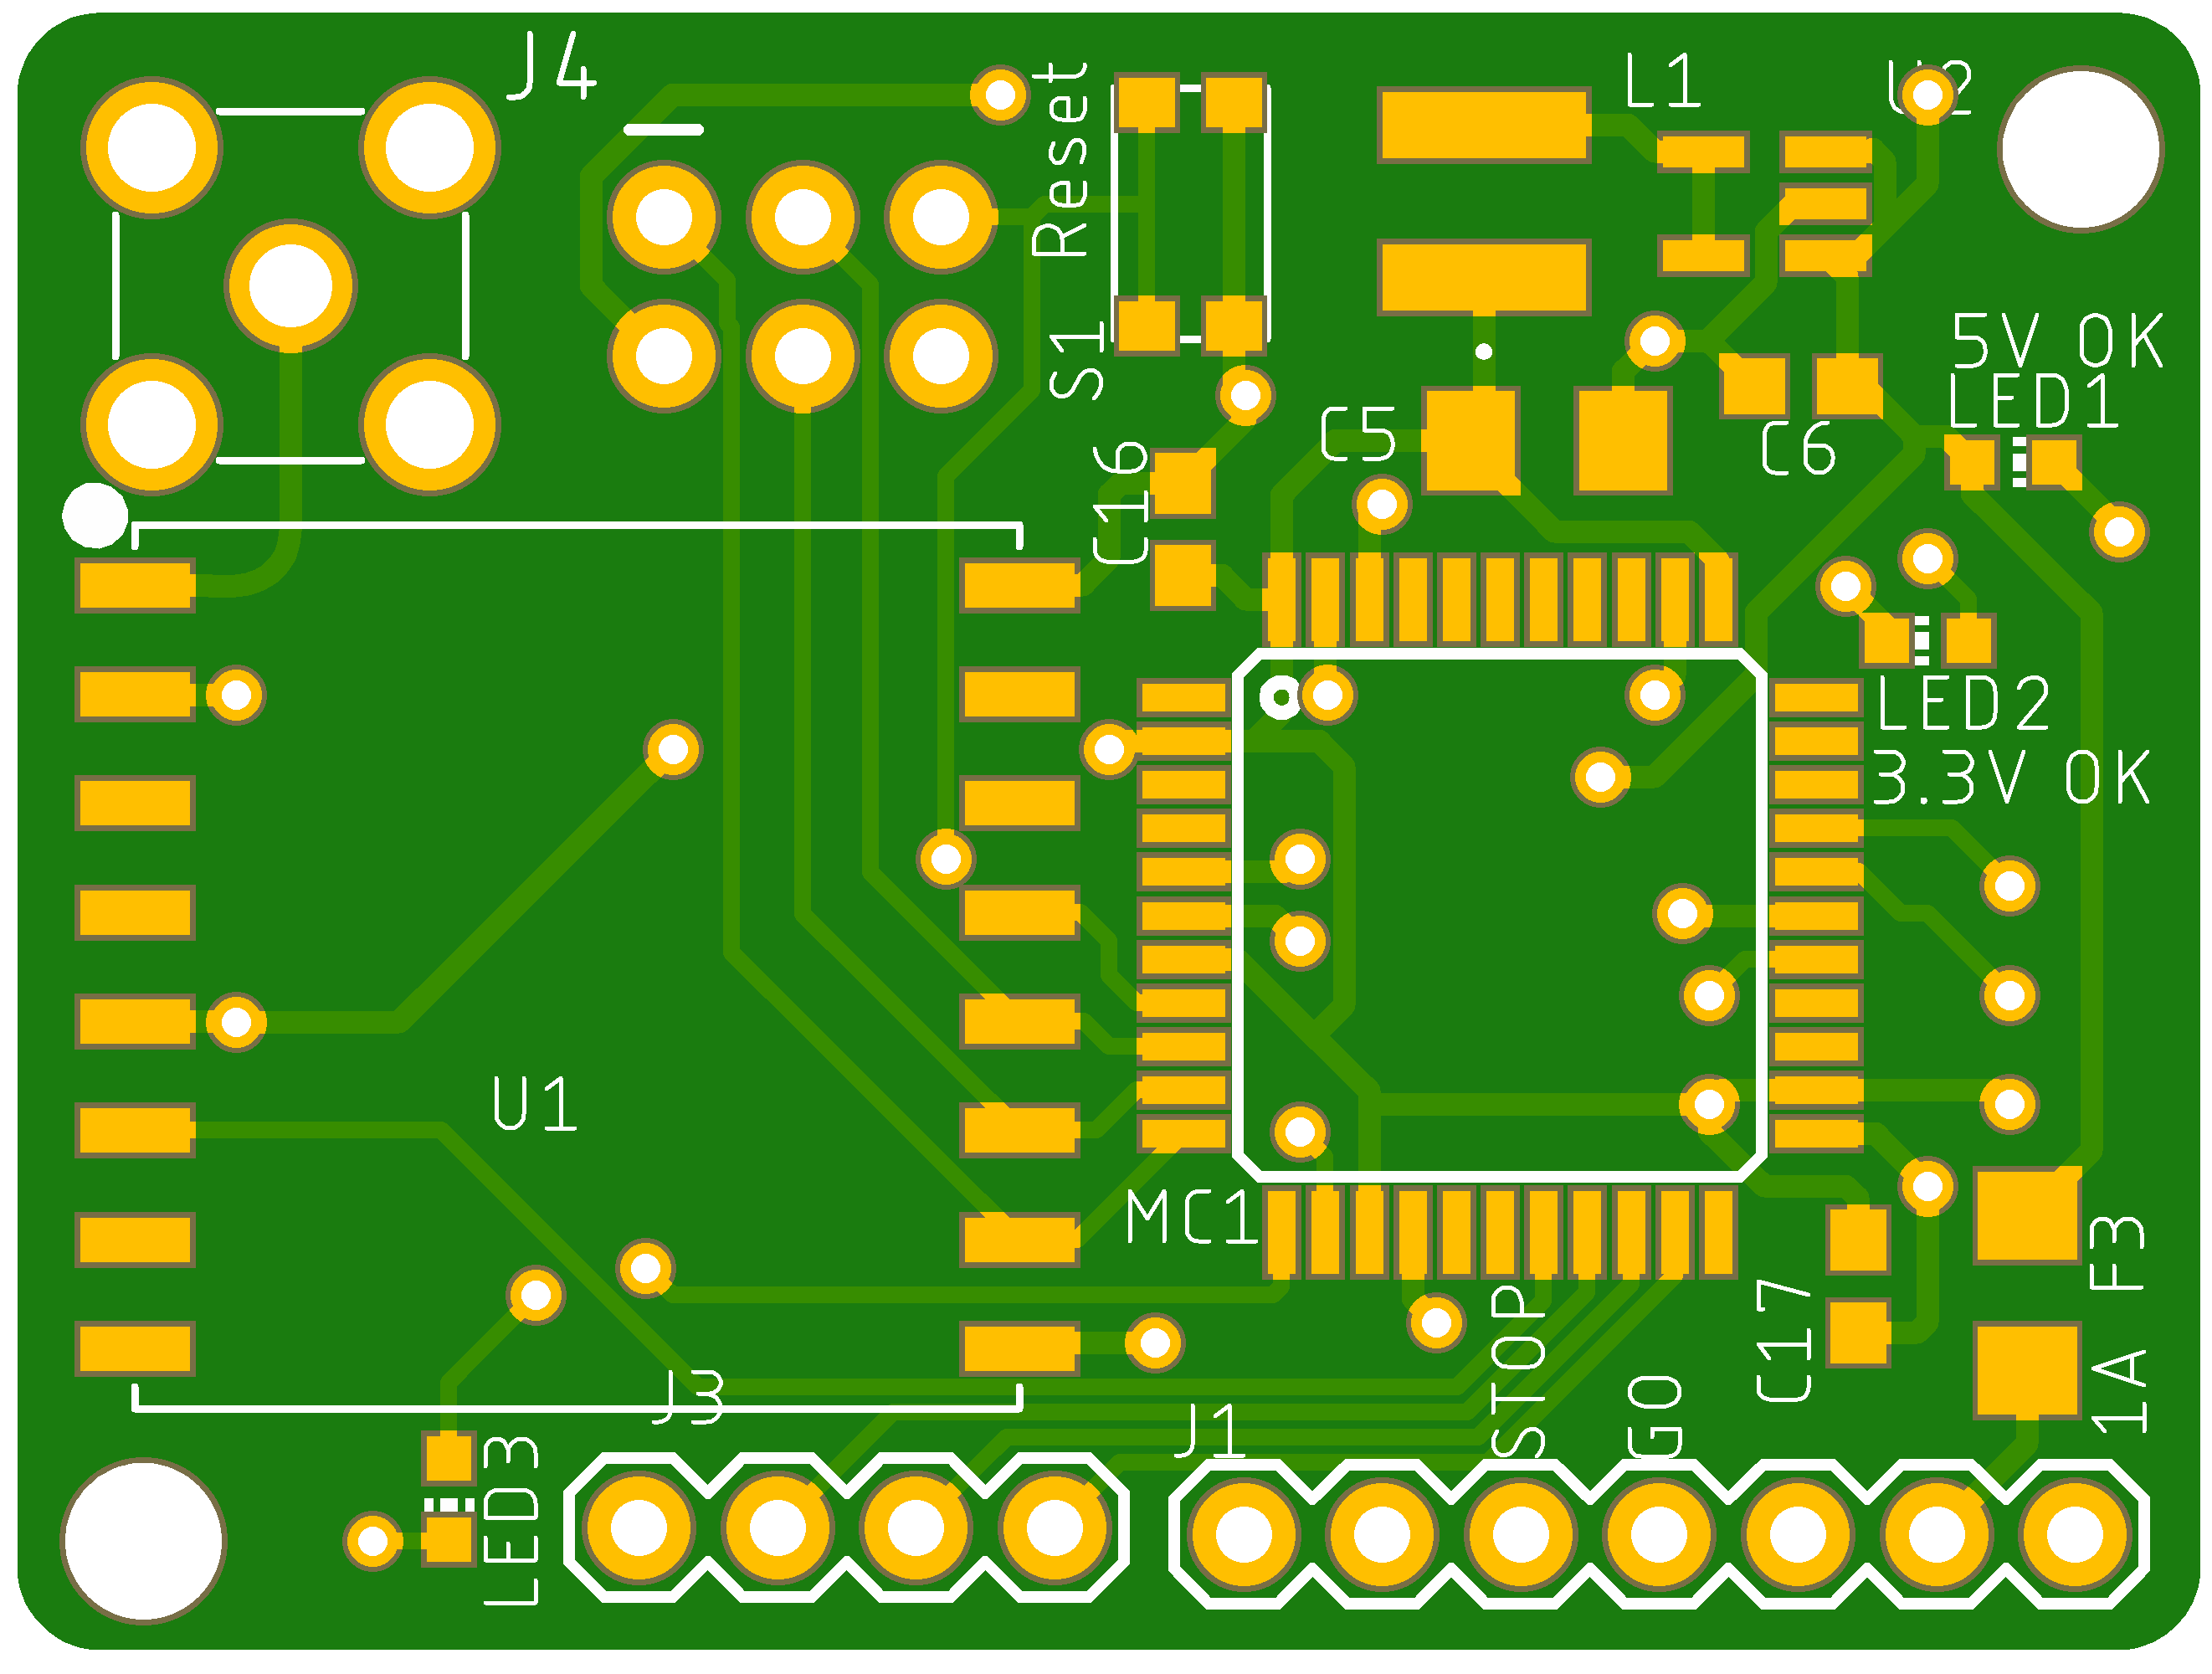 J4
Reset
L1
U2
S1
5V OK
LED1
C5
C6
C16
LED2
3.3V OK
U1
MC1
F3
STOP
C17
1A
GO
J3
J1
LED3